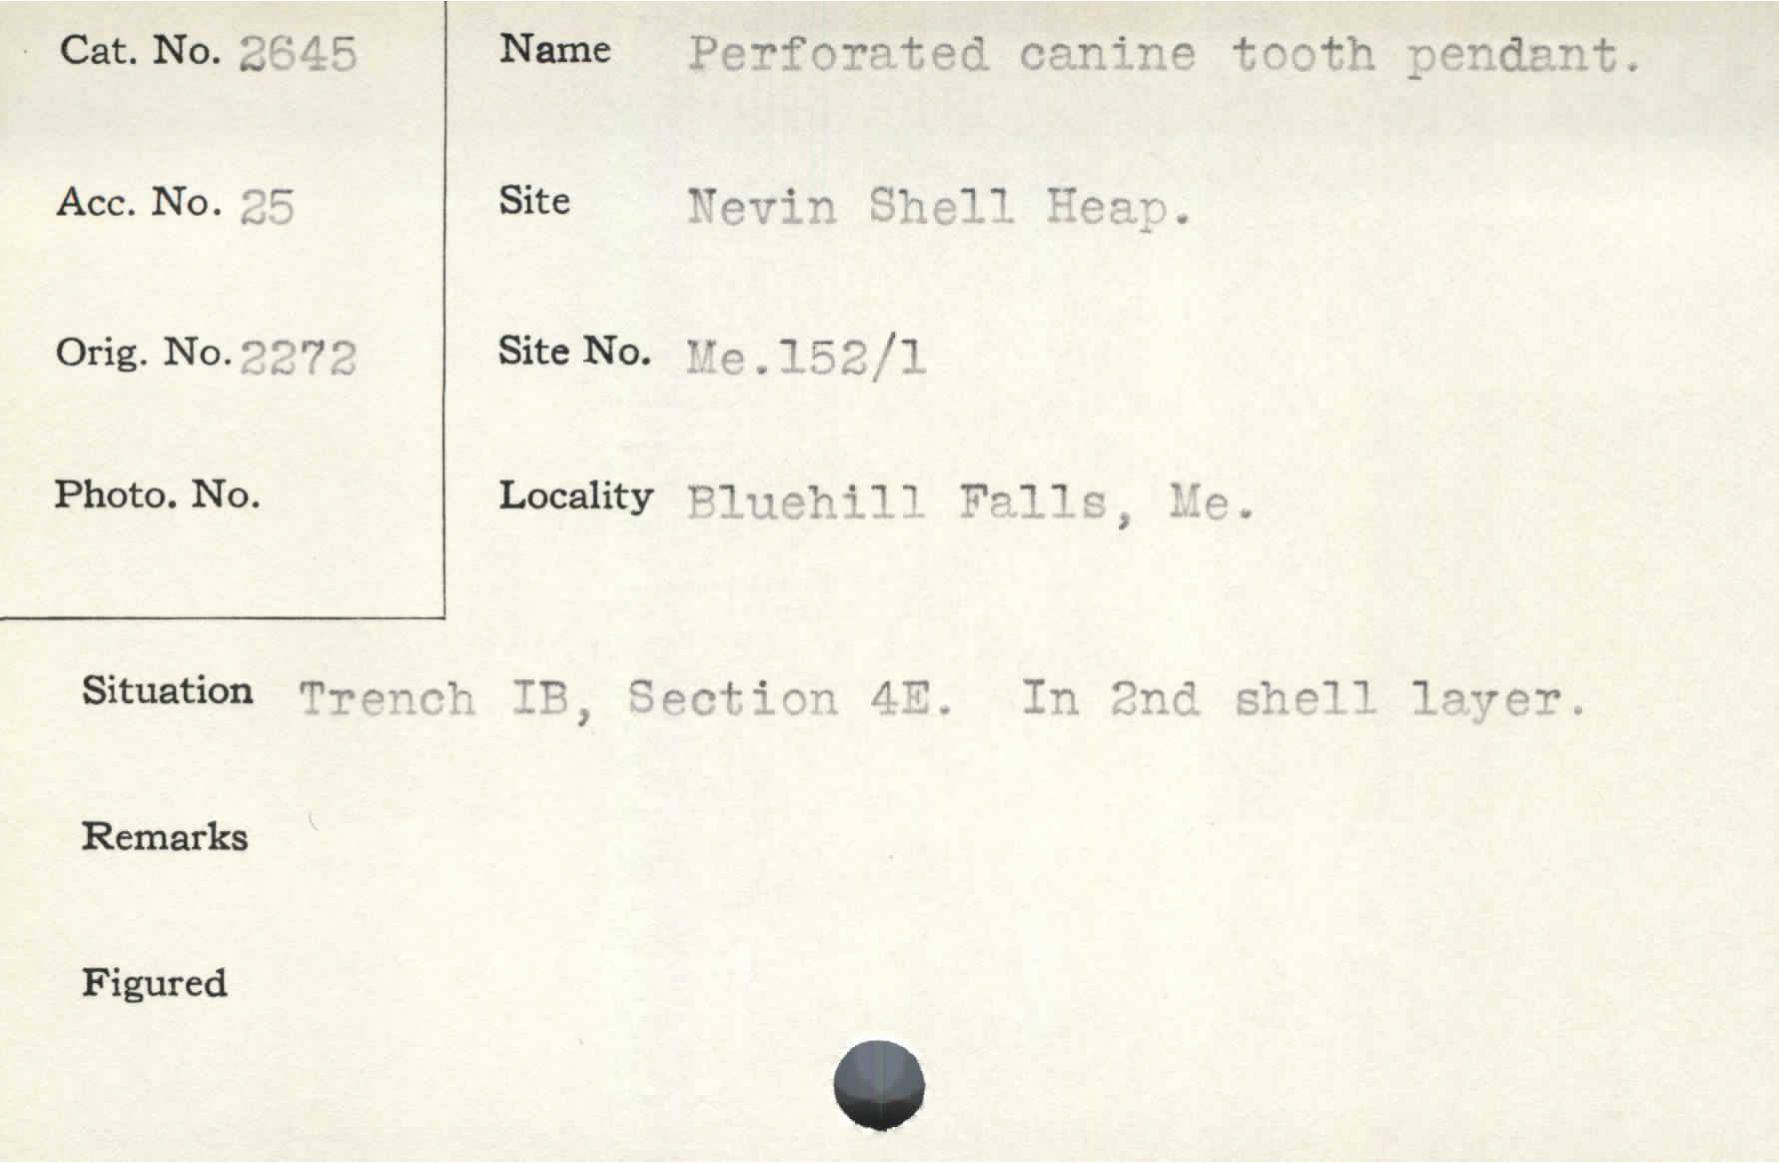 Cat. No. 2645
Name Perforated canine tooth pendant.
Acc. No. 25
Site Nevin Shell Heap.
Orig. No. 2272
Site No. Me.152/1
Photo. No.
Locality Bluehill Falls, Me.
Situation Trench IB, Section 4E. In 2nd shell layer.
Remarks
Figured